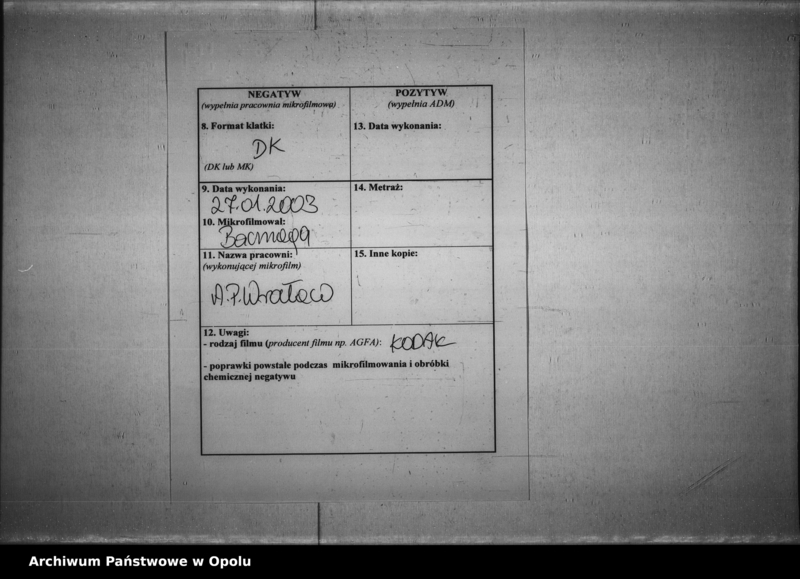 NEGATYW
(wypełnia pracownia mikrofilmowa)
8. Format klatki:
DK
(DK lub MK)
9. Data wykonania:
27.01.2003
10. Mikrofilmował:
11. Nazwa pracowni:
(wykonującej mikrofilm)
A.P. Wrocław
POZYTYW
(wypełnia ADM)
13. Data wykonania:
14. Metraż:
15. Inne kopie:
12. Uwagi:
- rodzaj filmu (producent filmu np. AGFA): KODAK
- poprawki powstałe podczas mikrofilmowania i obróbki
chemicznej negatywu
Archiwum Państwowe w Opolu